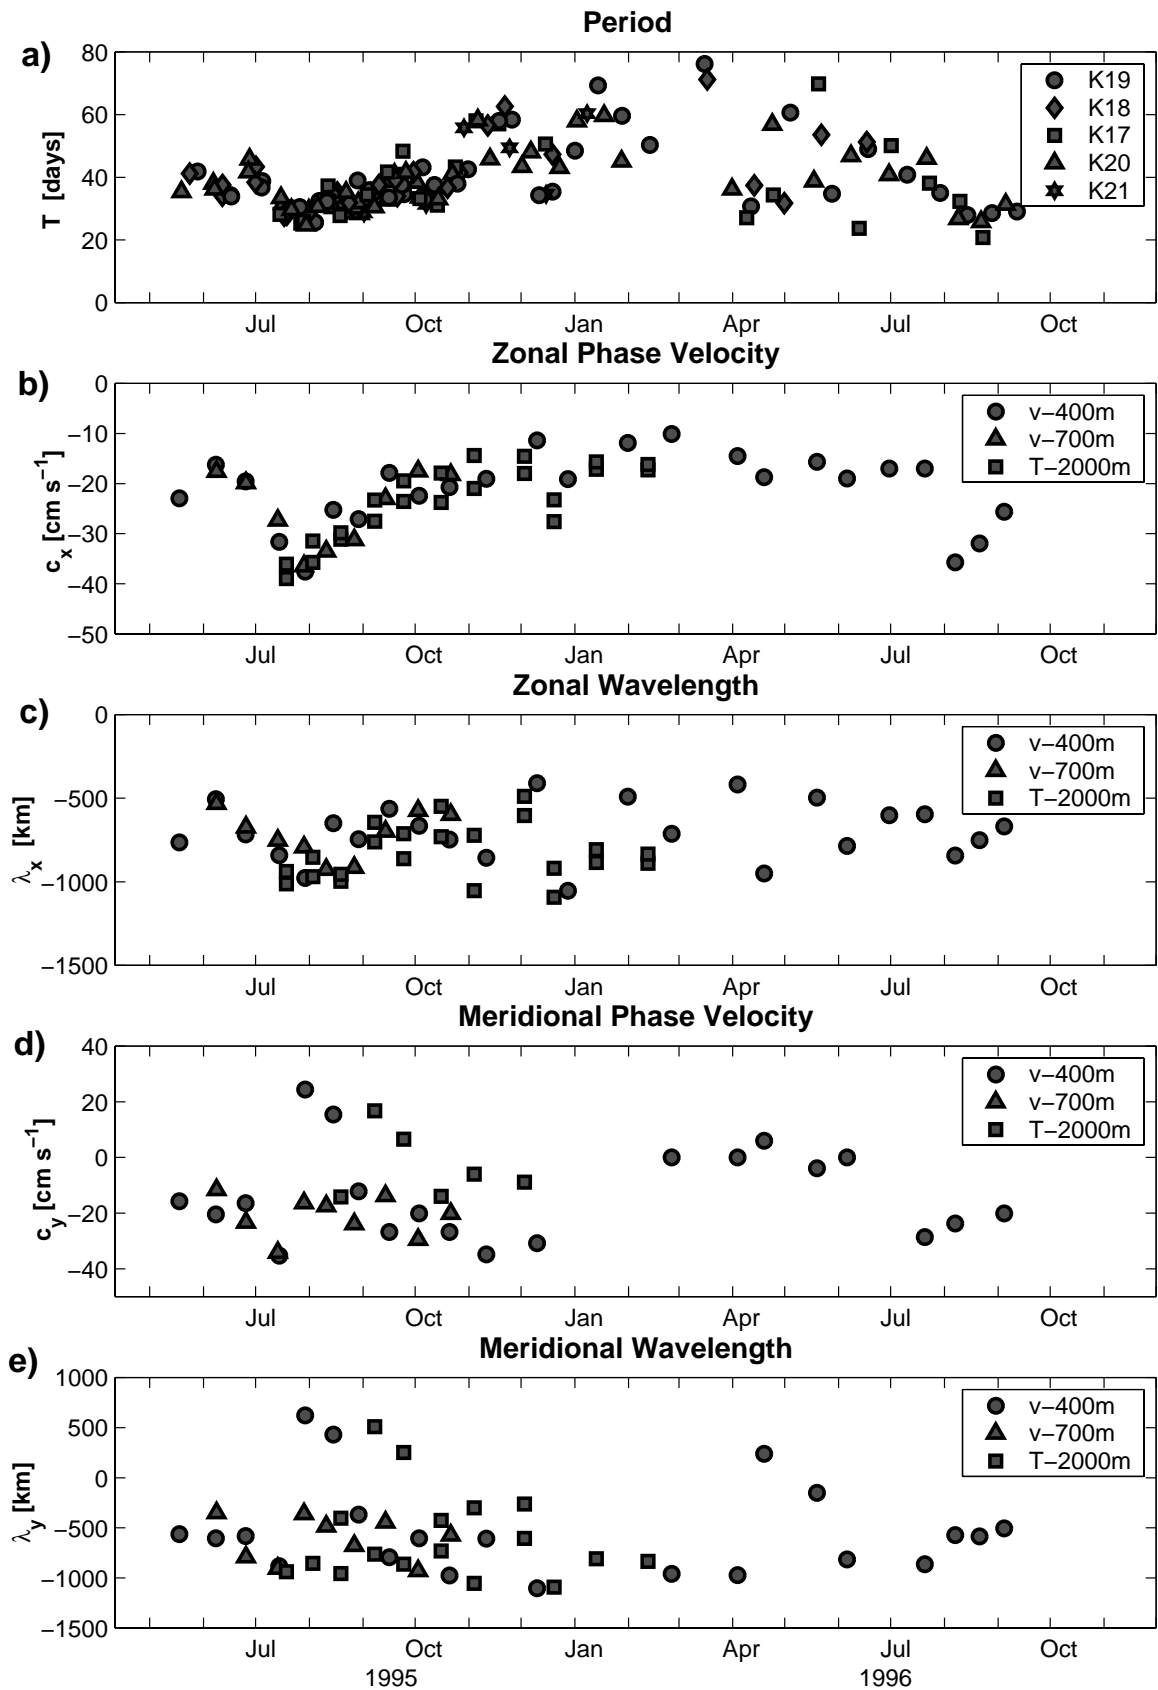 Period
a)
80
60
40
20
0
T [days]
K19
K18
K17
K20
K21
Jul Oct Jan Apr Jul Oct
Zonal Phase Velocity
b)
0
−10
−20
−30
−40
−50
c_x [cm s⁻¹]
v−400m
v−700m
T−2000m
Jul Oct Jan Apr Jul Oct
Zonal Wavelength
c)
0
−500
−1000
−1500
λ_x [km]
v−400m
v−700m
T−2000m
Jul Oct Jan Apr Jul Oct
Meridional Phase Velocity
d)
40
20
0
−20
−40
c_y [cm s⁻¹]
v−400m
v−700m
T−2000m
Jul Oct Jan Apr Jul Oct
Meridional Wavelength
e)
1000
500
0
−500
−1000
−1500
λ_y [km]
v−400m
v−700m
T−2000m
Jul Oct Jan Apr Jul Oct
1995 1996